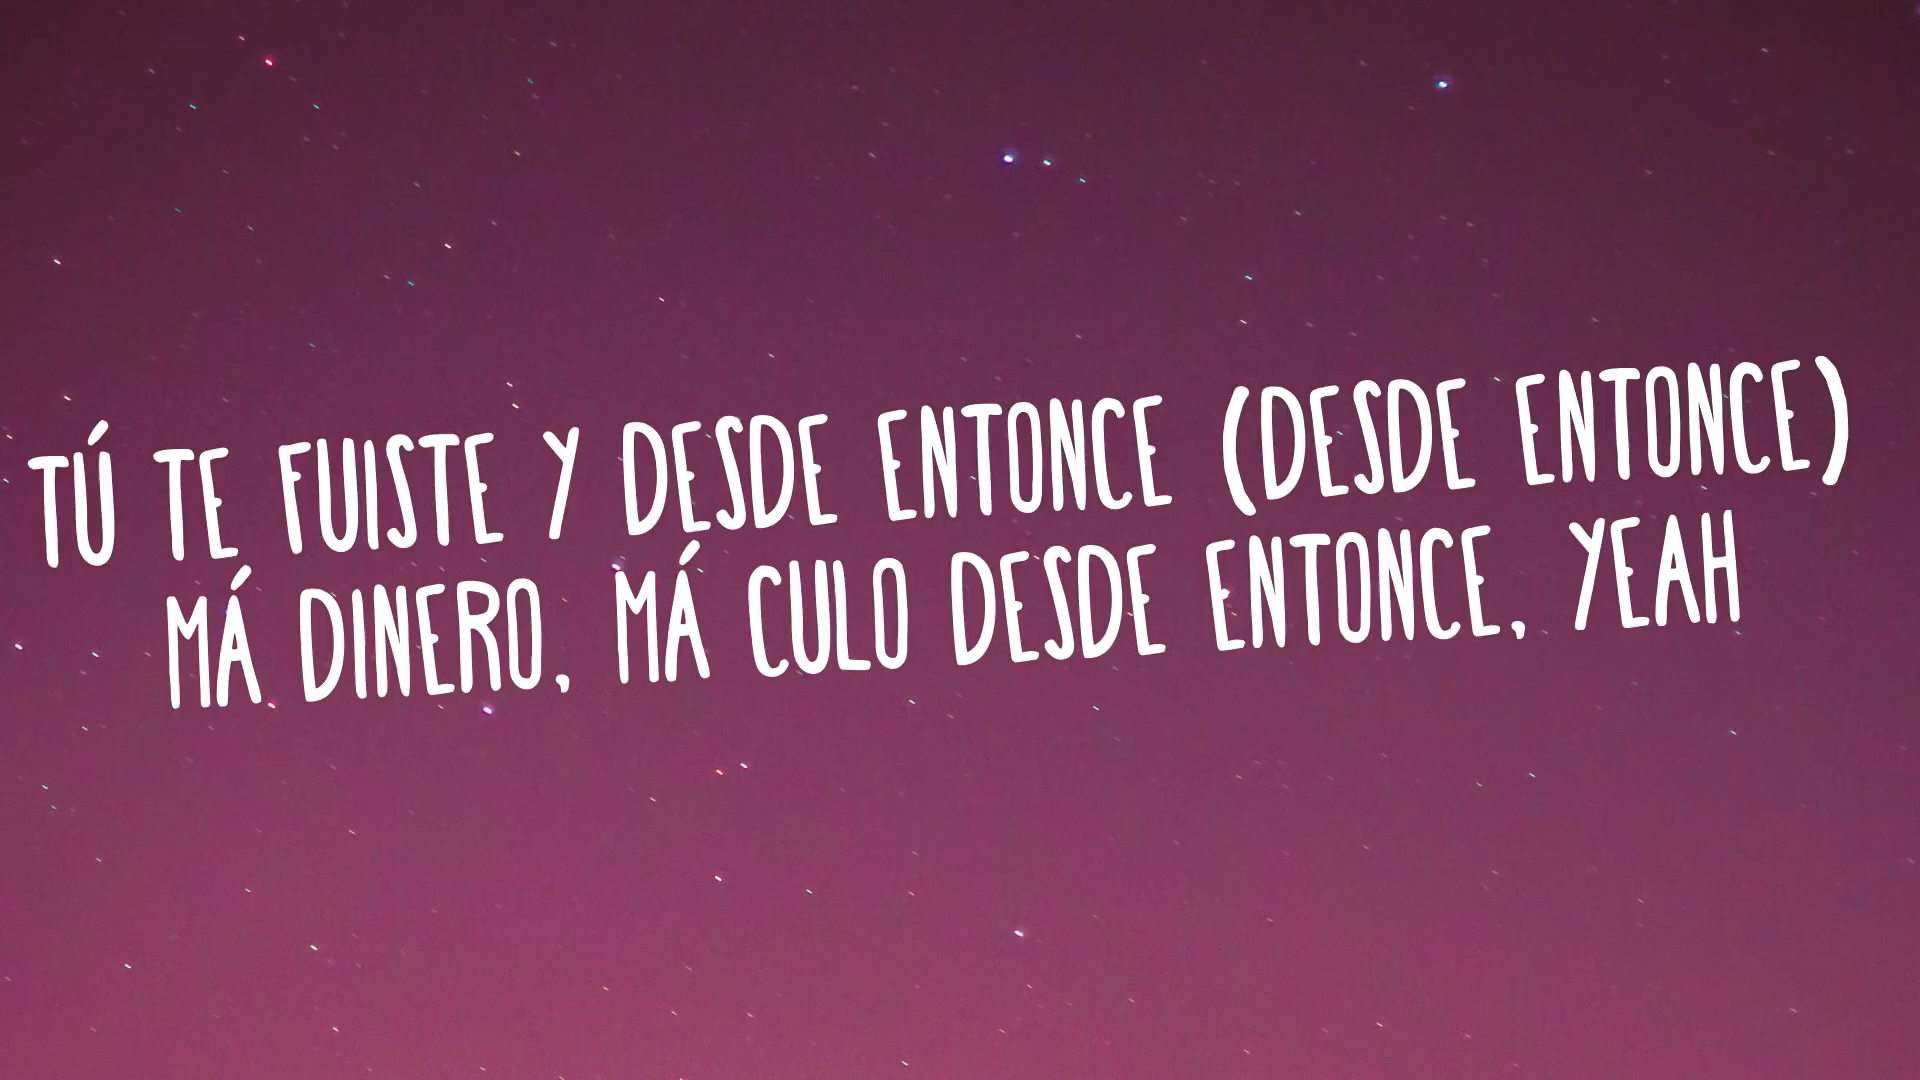 TÚ TE FUISTE Y DESDE ENTONCE (DESDE ENTONCE)
MÁ DINERO, MÁ CULO DESDE ENTONCE, YEAH